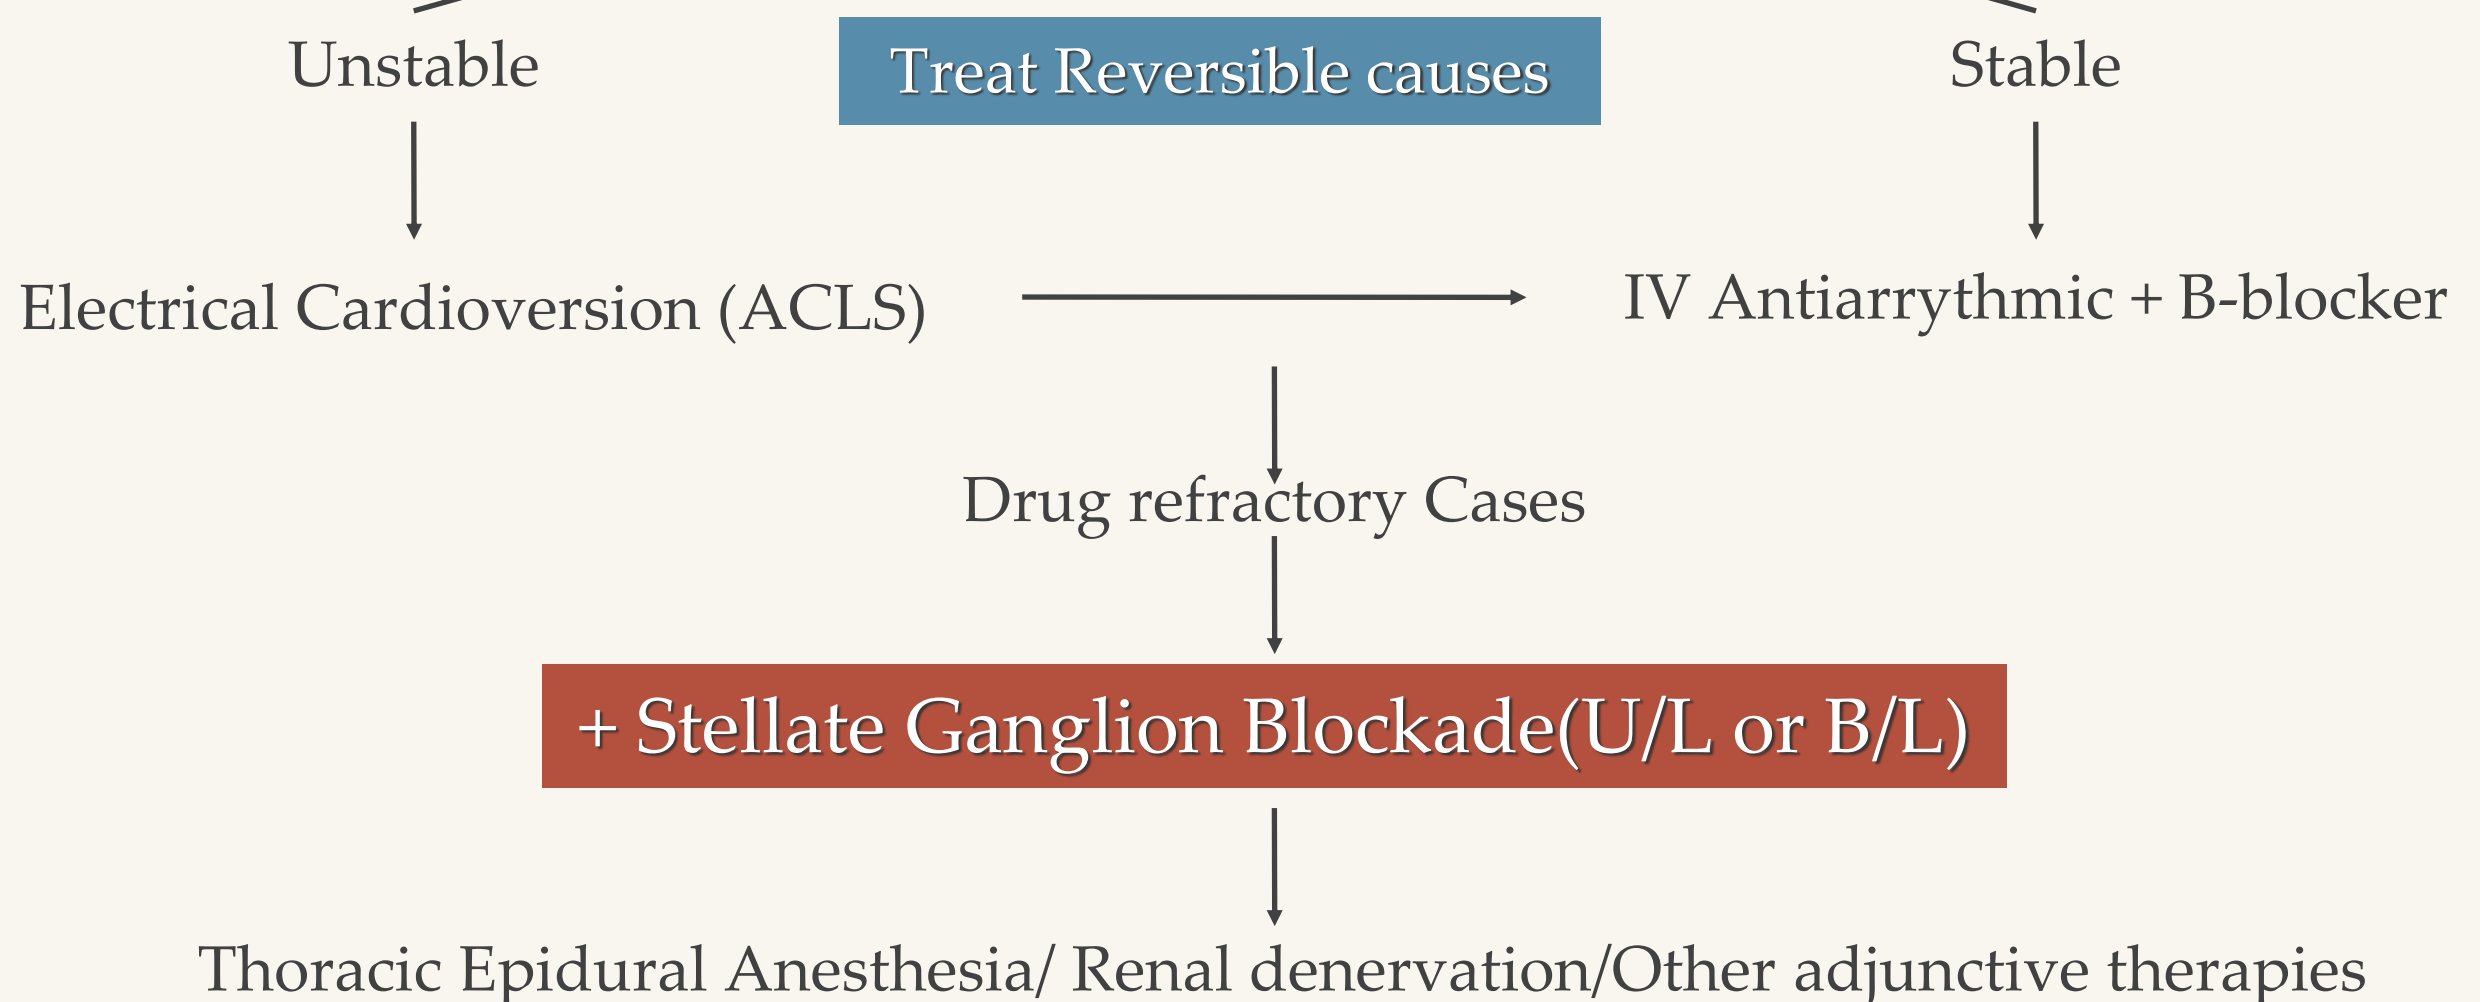 Unstable
Treat Reversible causes
Stable
Electrical Cardioversion (ACLS)
IV Antiarrythmic + B-blocker
Drug refractory Cases
+ Stellate Ganglion Blockade(U/L or B/L)
Thoracic Epidural Anesthesia/ Renal denervation/Other adjunctive therapies